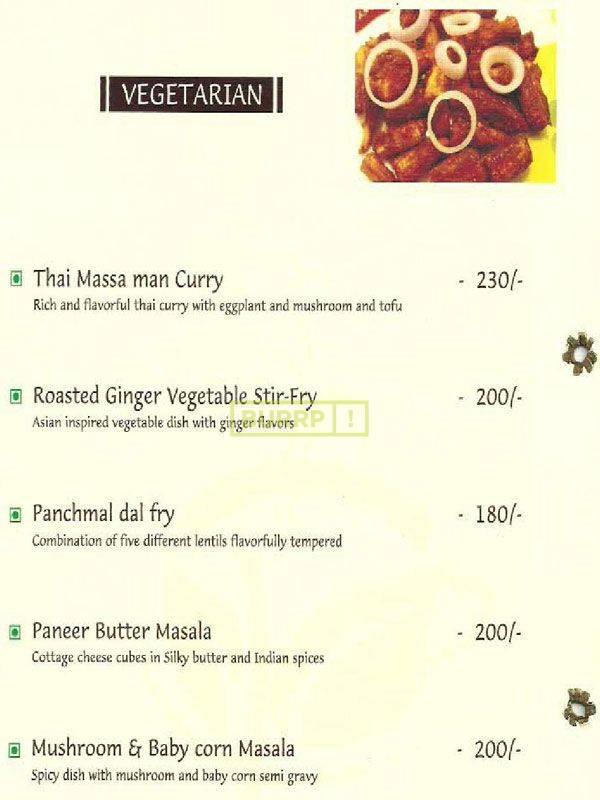 VEGETARIAN
Thai Massa man Curry - 230/-
Rich and flavorful thai curry with eggplant and mushroom and tofu
Roasted Ginger Vegetable Stir-Fry - 200/-
BURRP!
Asian inspired vegetable dish with ginger flavors
Panchmal dal fry - 180/-
Combination of five different lentils flavorfully tempered
Paneer Butter Masala - 200/-
Cottage cheese cubes in Silky butter and Indian spices
Mushroom & Baby corn Masala - 200/-
Spicy dish with mushroom and baby corn semi gravy